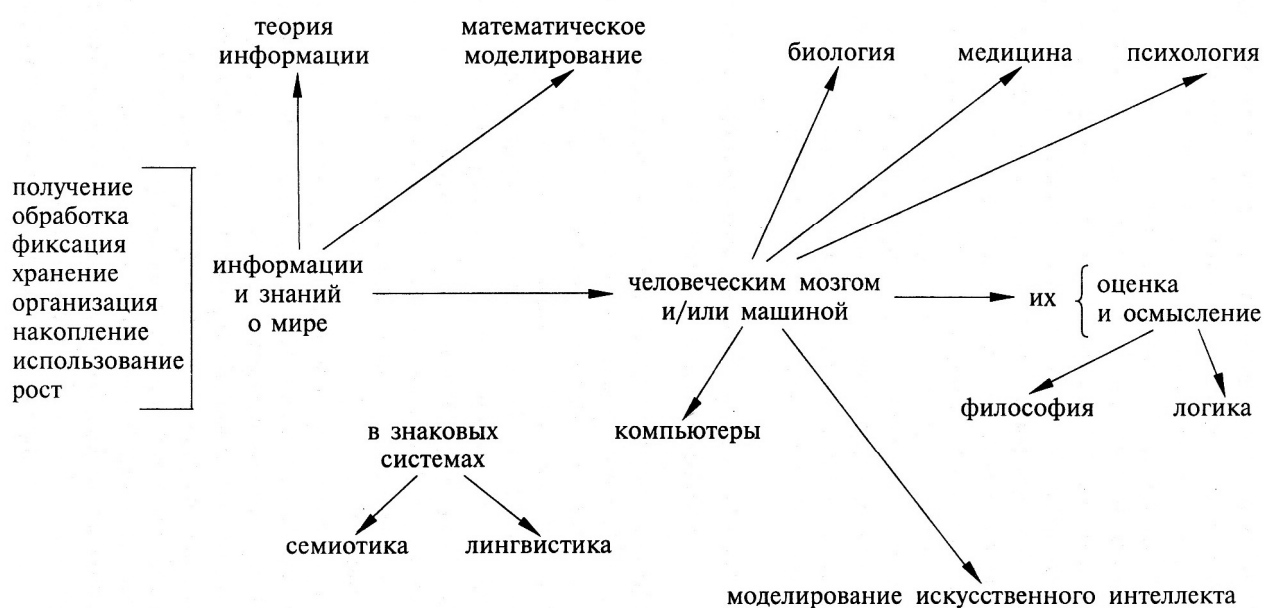 теория
информации
математическое
моделирование
биология
медицина
психология
получение
обработка
фиксация
хранение
организация
накопление
использование
рост
информации
и знаний
о мире
человеческим мозгом
и/или машиной
их
оценка
и осмысление
философия
логика
компьютеры
в знаковых
системах
семиотика
лингвистика
моделирование искусственного интеллекта